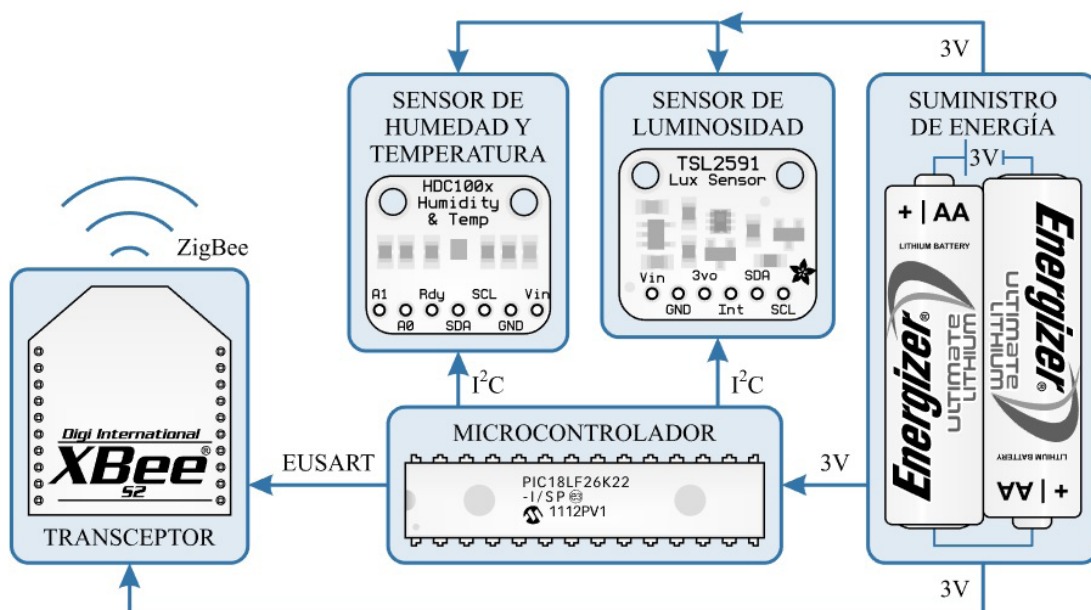 3V
SENSOR DE
HUMEDAD Y
TEMPERATURA
HDC100x
Humidity
& Temp
A1
Rdy
SCL
Vin
A0
SDA
GND
SENSOR DE
LUMINOSIDAD
TSL2591
Lux Sensor
Vin
3vo
SDA
GND
Int
SCL
SUMINISTRO
DE ENERGÍA
3V
+ | AA
LITHIUM BATTERY
Energizer®
ULTIMATE
LITHIUM
+ | AA
LITHIUM BATTERY
Energizer®
ULTIMATE
LITHIUM
ZigBee
Digi International
XBee®
S2
TRANSCEPTOR
I²C
I²C
EUSART
MICROCONTROLADOR
PIC18LF26K22
-I/SP e3
1112PV1
3V
3V